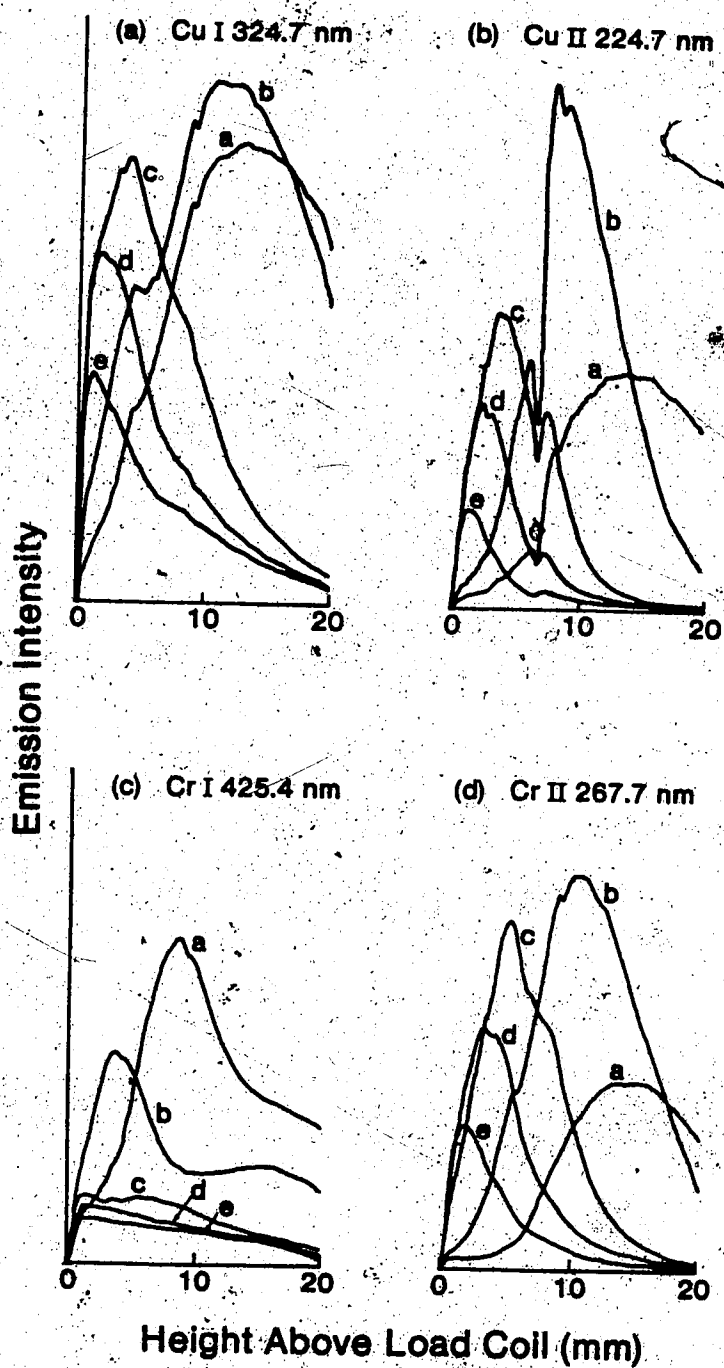 (a) Cu I 324.7 nm
b
a
c
d
e
0 10 20
(b) Cu II 224.7 nm
b
a
c
d
e
0 10 20
Emission Intensity
(c) Cr I 425.4 nm
a
b
c
d
e
0 10 20
(d) Cr II 267.7 nm
b
c
d
a
e
0 10 20
Height Above Load Coil (mm)